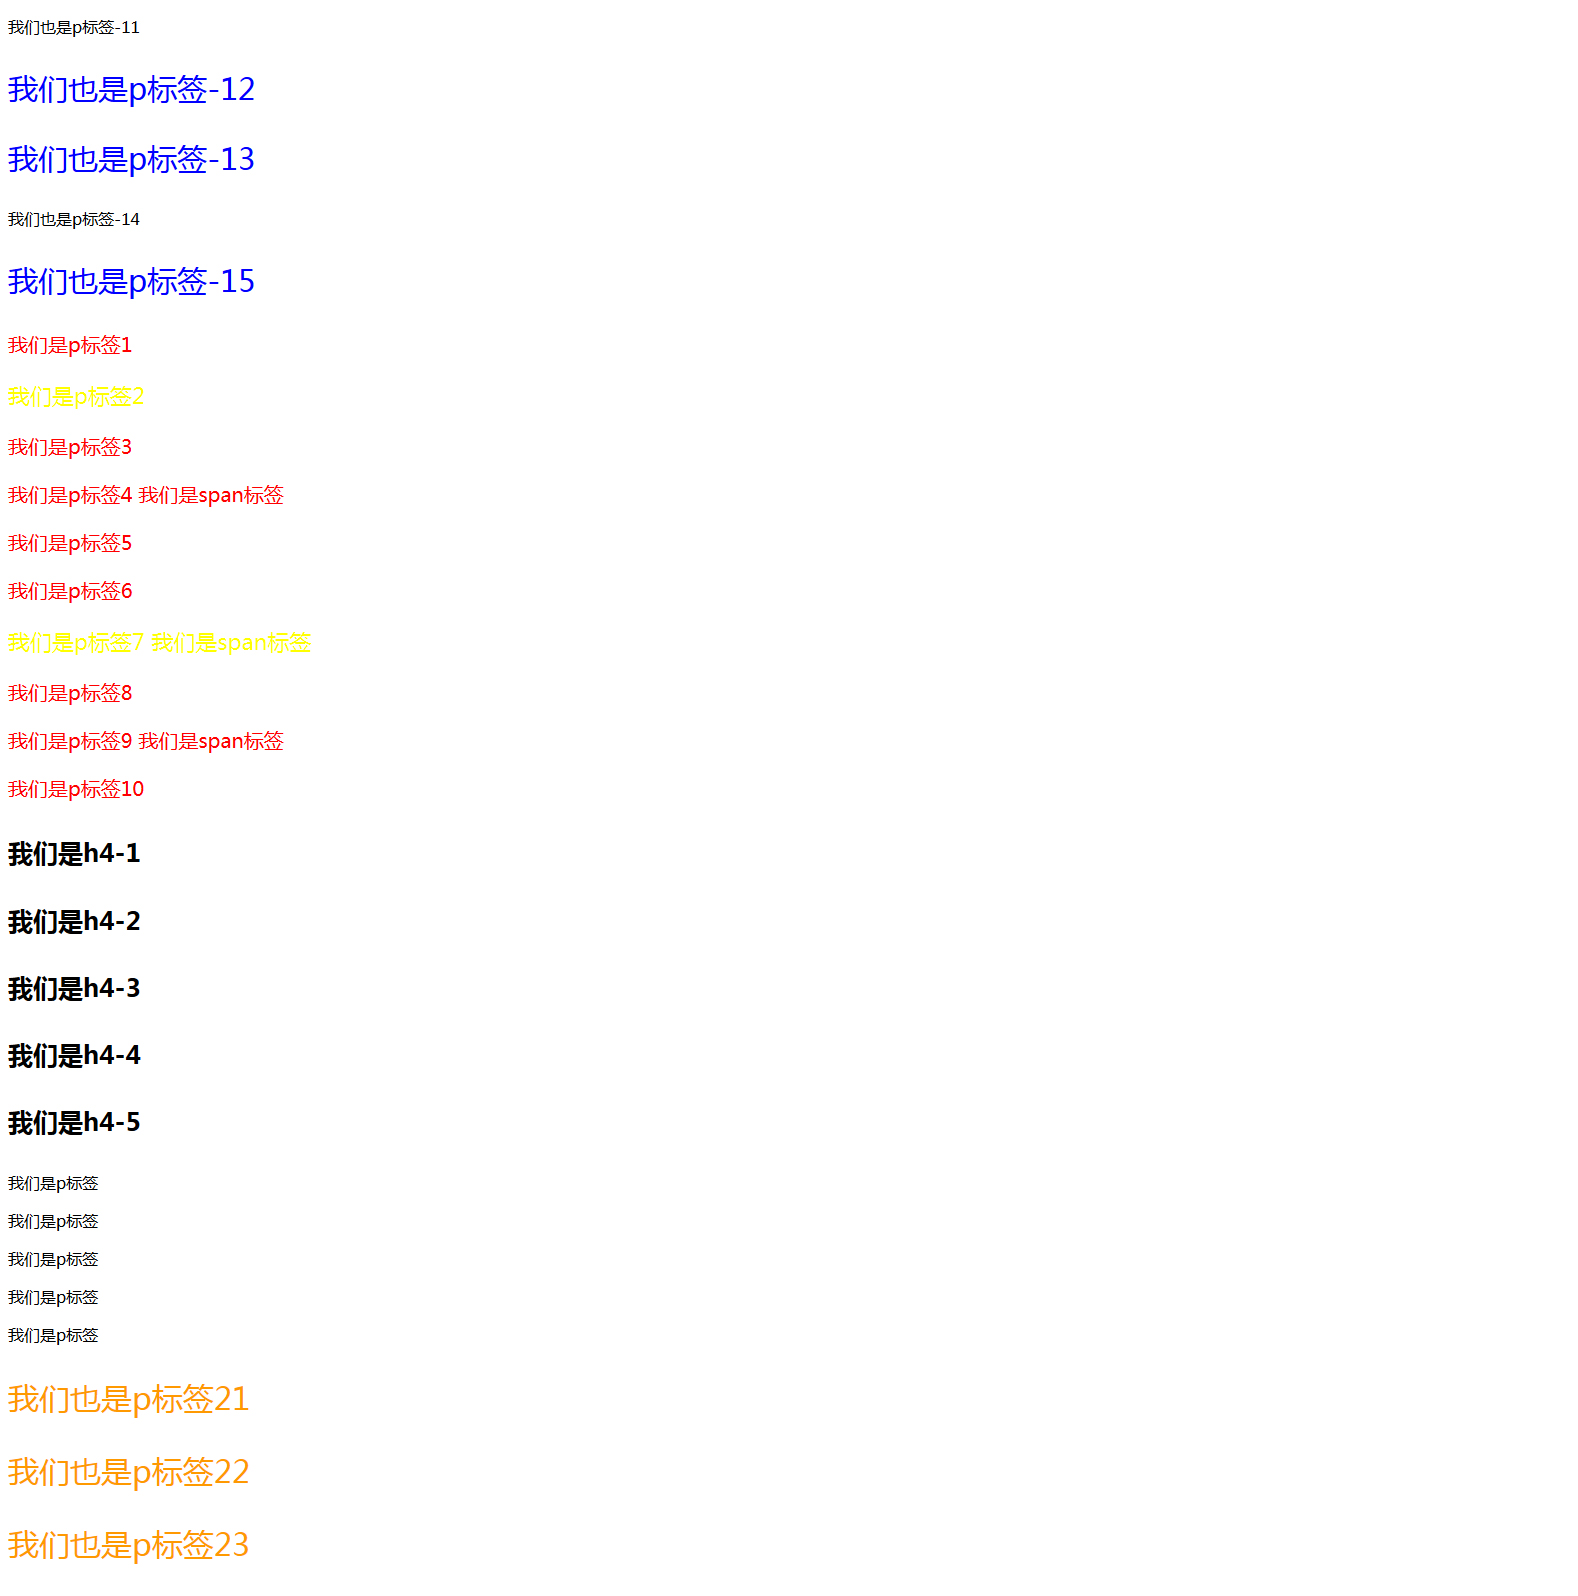 我们也是p标签-11
我们也是p标签-12
我们也是p标签-13
我们也是p标签-14
我们也是p标签-15
我们是p标签1
我们是p标签2
我们是p标签3
我们是p标签4 我们是span标签
我们是p标签5
我们是p标签6
我们是p标签7 我们是span标签
我们是p标签8
我们是p标签9 我们是span标签
我们是p标签10
我们是h4-1
我们是h4-2
我们是h4-3
我们是h4-4
我们是h4-5
我们是p标签
我们是p标签
我们是p标签
我们是p标签
我们是p标签
我们也是p标签21
我们也是p标签22
我们也是p标签23